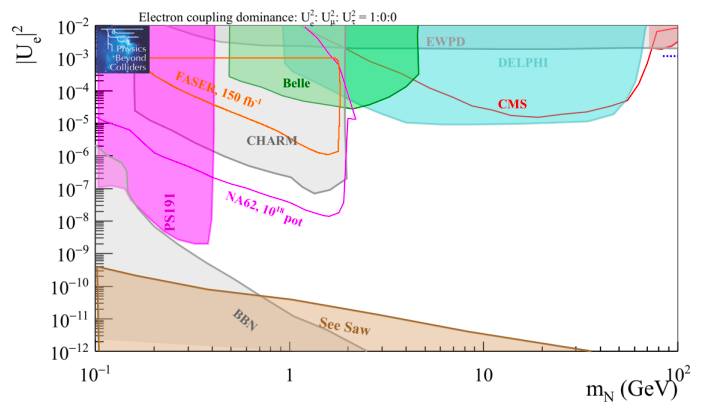 Electron coupling dominance: U²ₑ: U²_μ: U²_τ = 1:0:0
|Uₑ|²
10⁻²
10⁻³
10⁻⁴
10⁻⁵
10⁻⁶
10⁻⁷
10⁻⁸
10⁻⁹
10⁻¹⁰
10⁻¹¹
10⁻¹²
Physics
Beyond
Colliders
EWPD
DELPHI
Belle
FASER, 150 fb⁻¹
CMS
CHARM
PS191
NA62, 10¹⁸ pot
BBN
See Saw
10⁻¹
1
10
10²
m_N (GeV)